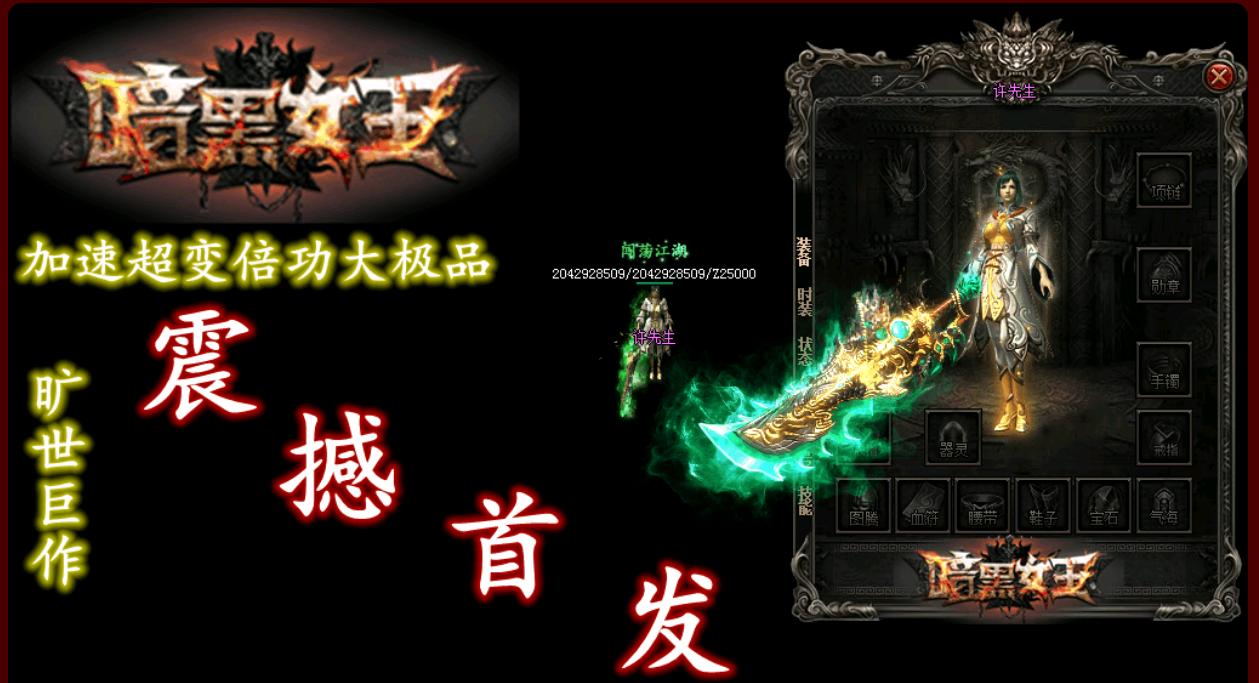 暗黑女王
加速超变倍功大极品
震撼首发
旷世巨作
闯荡江湖
2042928509/2042928509/Z25000
许先生
许先生
装备
时装
状态
技能
项链
勋章
手镯
戒指
器灵
图腾
血符
腰带
鞋子
宝石
气海
暗黑女王